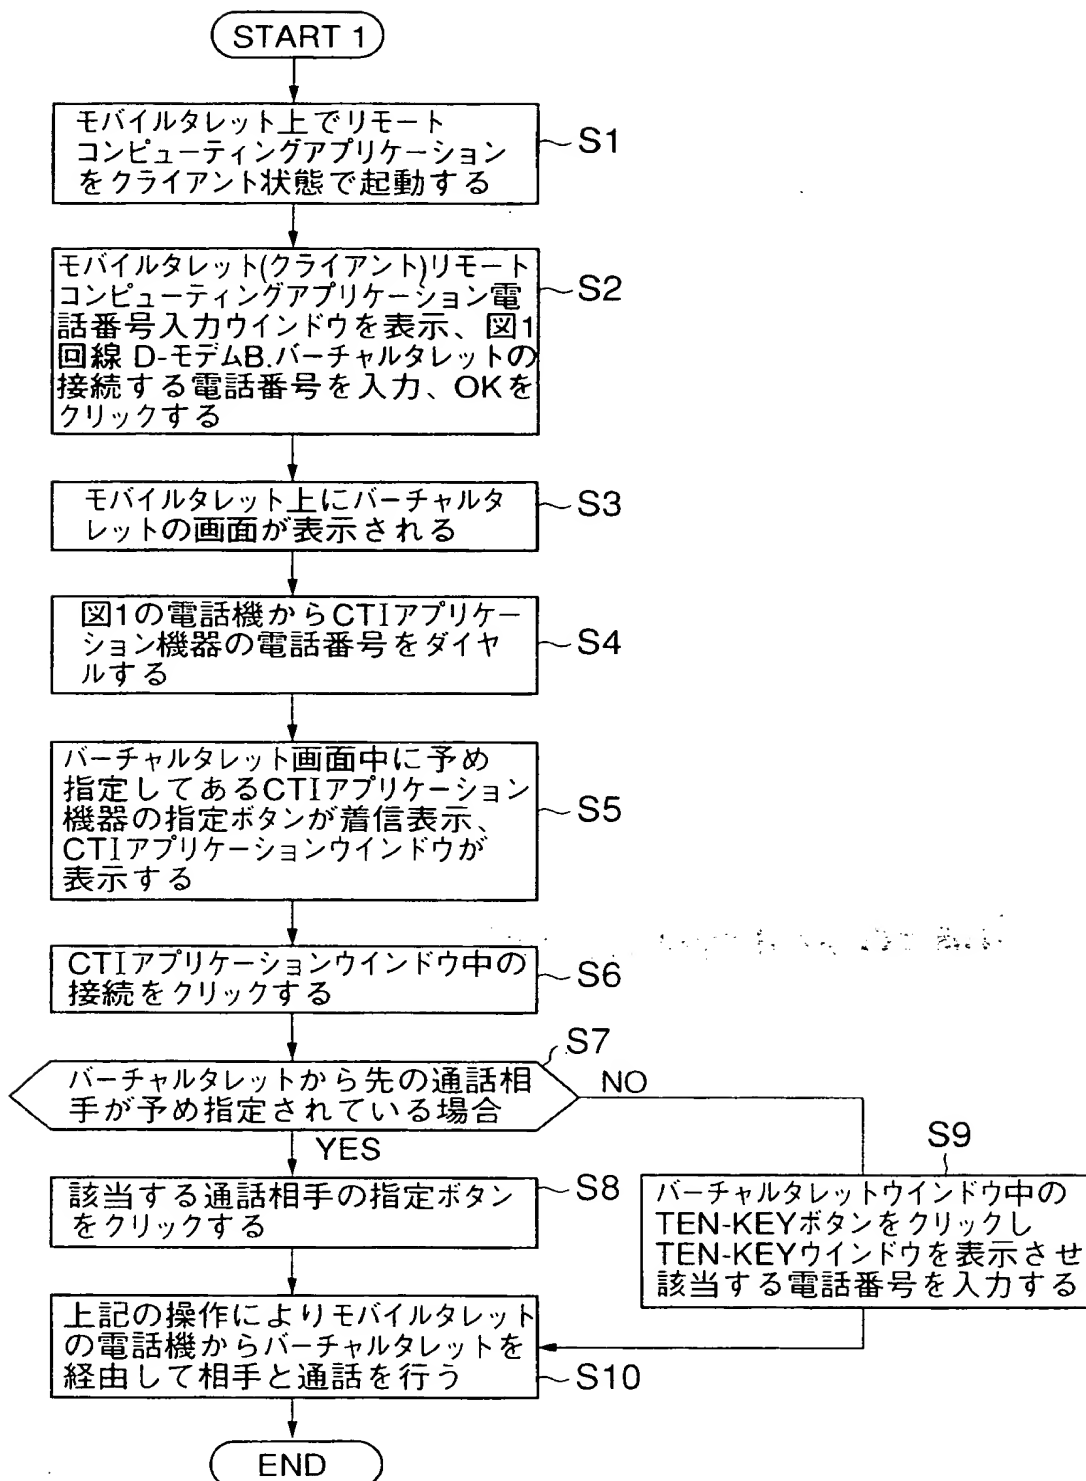 START 1
モバイルタレット上でリモート
コンピューティングアプリケーション
をクライアント状態で起動する
S1
モバイルタレット(クライアント)リモート
コンピューティングアプリケーション電
話番号入力ウインドウを表示、図1
回線 D-モデムB.バーチャルタレットの
接続する電話番号を入力、OKを
クリックする
S2
モバイルタレット上にバーチャルタ
レットの画面が表示される
S3
図1の電話機からCTIアプリケー
ション機器の電話番号をダイヤ
ルする
S4
バーチャルタレット画面中に予め
指定してあるCTIアプリケーション
機器の指定ボタンが着信表示、
CTIアプリケーションウインドウが
表示する
S5
CTIアプリケーションウインドウ中の
接続をクリックする
S6
バーチャルタレットから先の通話相
手が予め指定されている場合
S7
NO
YES
該当する通話相手の指定ボタン
をクリックする
S8
S9
バーチャルタレットウインドウ中の
TEN-KEYボタンをクリックし
TEN-KEYウインドウを表示させ
該当する電話番号を入力する
上記の操作によりモバイルタレット
の電話機からバーチャルタレットを
経由して相手と通話を行う
S10
END